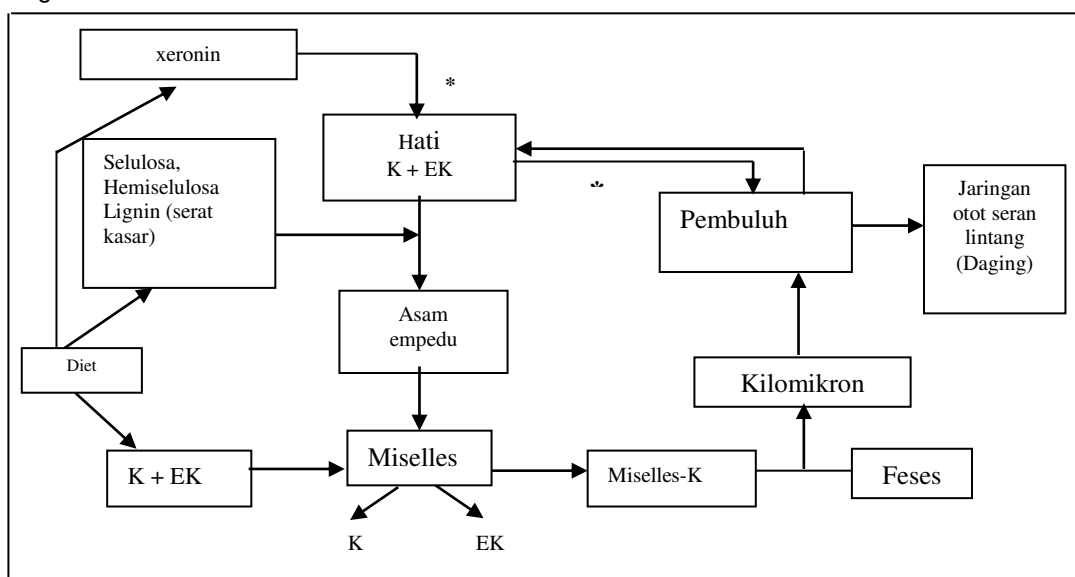 xeronin
*
Hati
K + EK
Selulosa,
Hemiselulosa
Lignin (serat
kasar)
*
Pembuluh
Jaringan
otot seran
lintang
(Daging)
Asam
empedu
Diet
Kilomikron
K + EK
Miselles
Miselles-K
Feses
K
EK